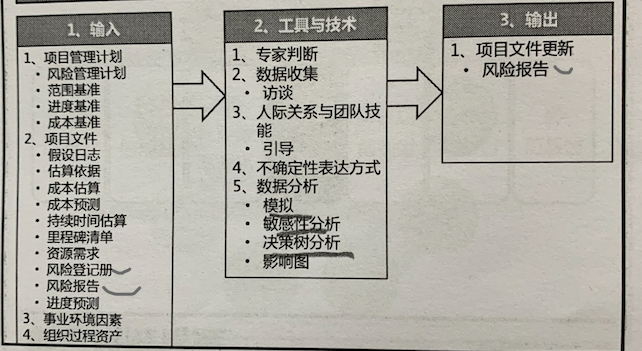 1、输入
1、项目管理计划
• 风险管理计划
• 范围基准
• 进度基准
• 成本基准
2、项目文件
• 假设日志
• 估算依据
• 成本估算
• 成本预测
• 持续时间估算
• 里程碑清单
• 资源需求
• 风险登记册
• 风险报告
• 进度预测
3、事业环境因素
4、组织过程资产
2、工具与技术
1、专家判断
2、数据收集
• 访谈
3、人际关系与团队技
能
• 引导
4、不确定性表达方式
5、数据分析
• 模拟
• 敏感性分析
• 决策树分析
• 影响图
3、输出
1、项目文件更新
• 风险报告